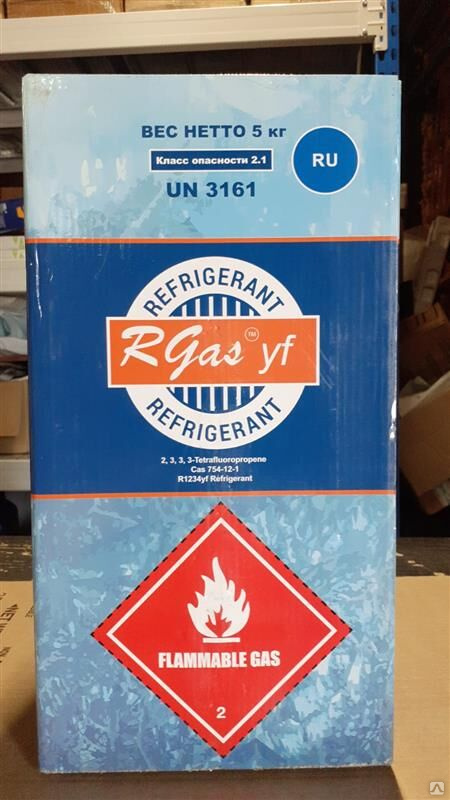 ВЕС НЕТТО 5 кг
Класс опасности 2.1
UN 3161
RU
REFRIGERANT
RGas™ yf
REFRIGERANT
2, 3, 3, 3-Tetrafluoropropene
Cas 754-12-1
R1234yf Refrigerant
FLAMMABLE GAS
2